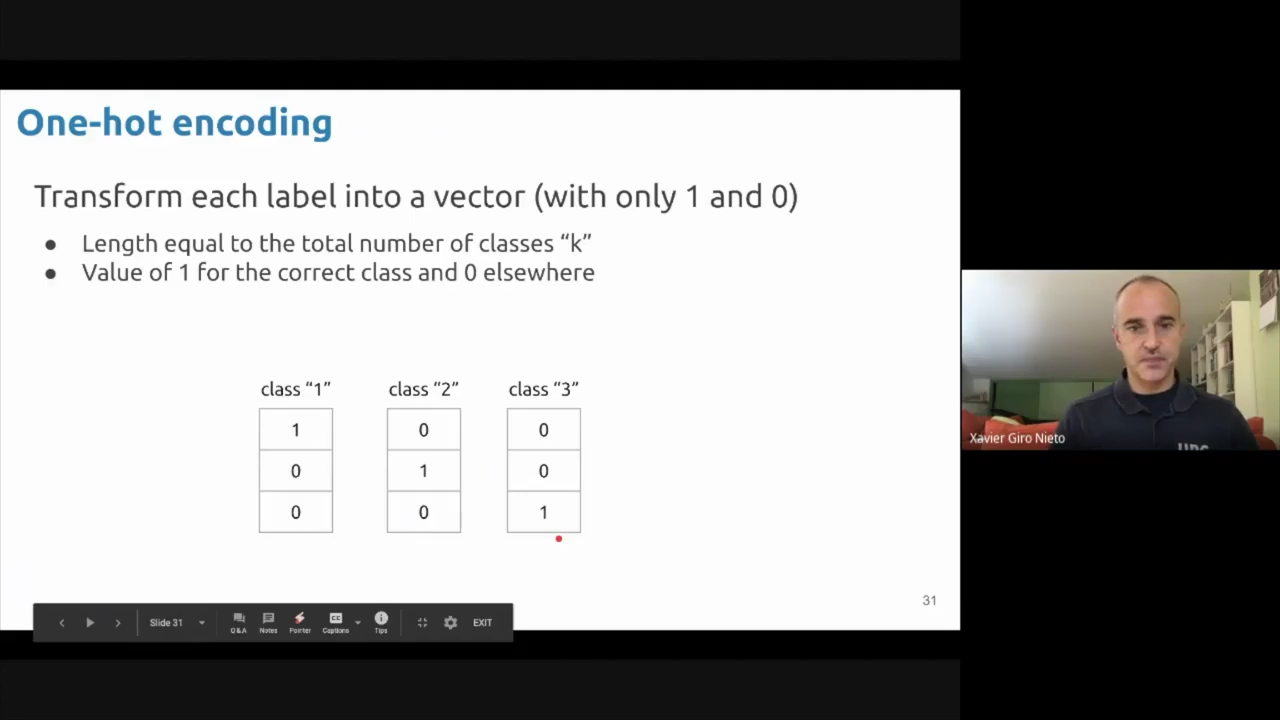 One-hot encoding
Transform each label into a vector (with only 1 and 0)
● Length equal to the total number of classes “k”
● Value of 1 for the correct class and 0 elsewhere
class “1” class “2” class “3”
1 0 0
0 1 0
0 0 1
31
Slide 31 Q&A Notes Pointer Captions Tips EXIT
CC
Xavier Giro Nieto